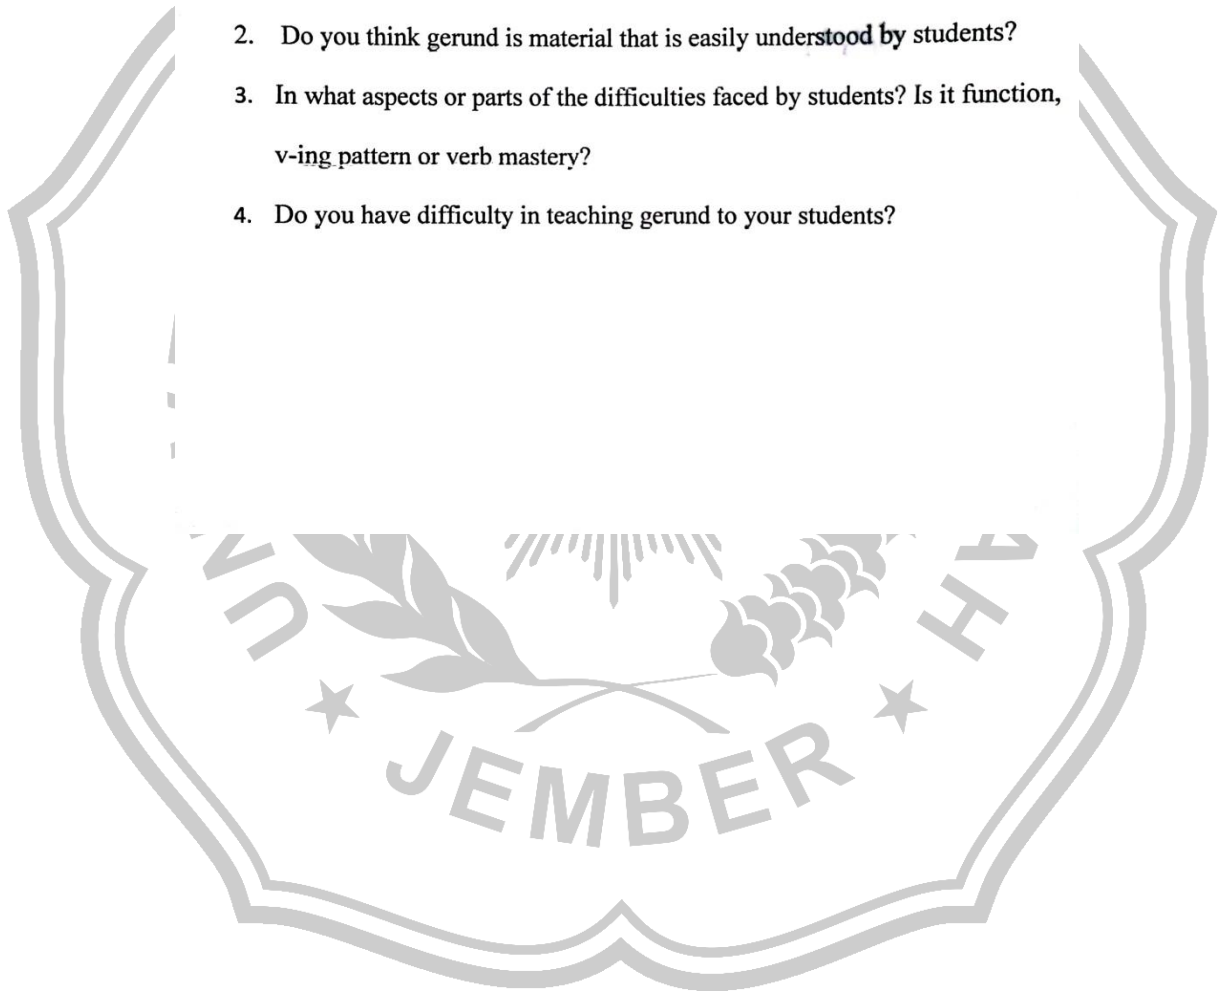 2. Do you think gerund is material that is easily understood by students?
3. In what aspects or parts of the difficulties faced by students? Is it function,
v-ing pattern or verb mastery?
4. Do you have difficulty in teaching gerund to your students?
JEMBER